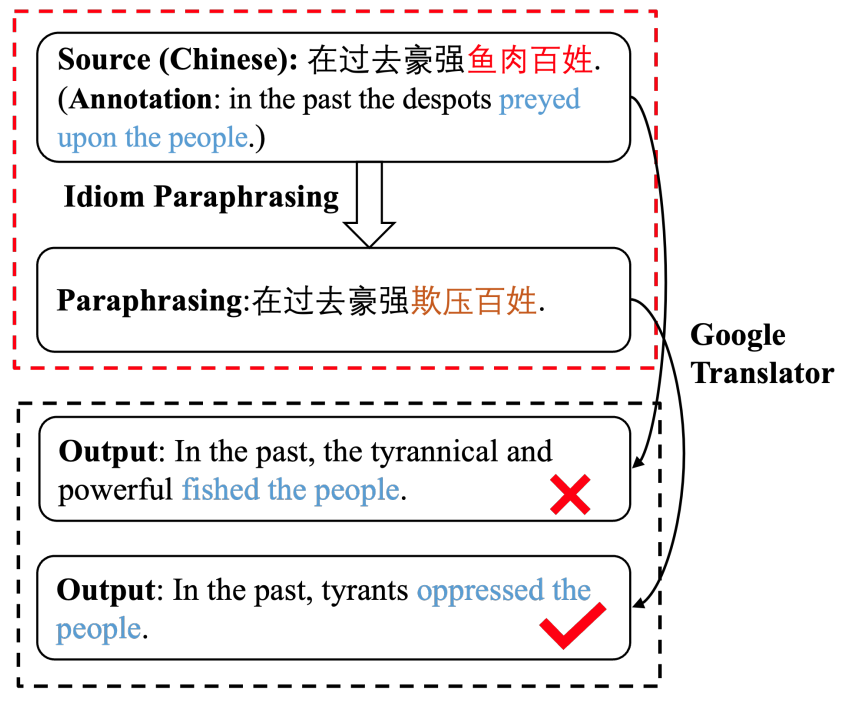 Source (Chinese): 在过去豪强鱼肉百姓.
(Annotation: in the past the despots preyed
upon the people.)
Idiom Paraphrasing
Paraphrasing:在过去豪强欺压百姓.
Google
Translator
Output: In the past, the tyrannical and
powerful fished the people.
Output: In the past, tyrants oppressed the
people.